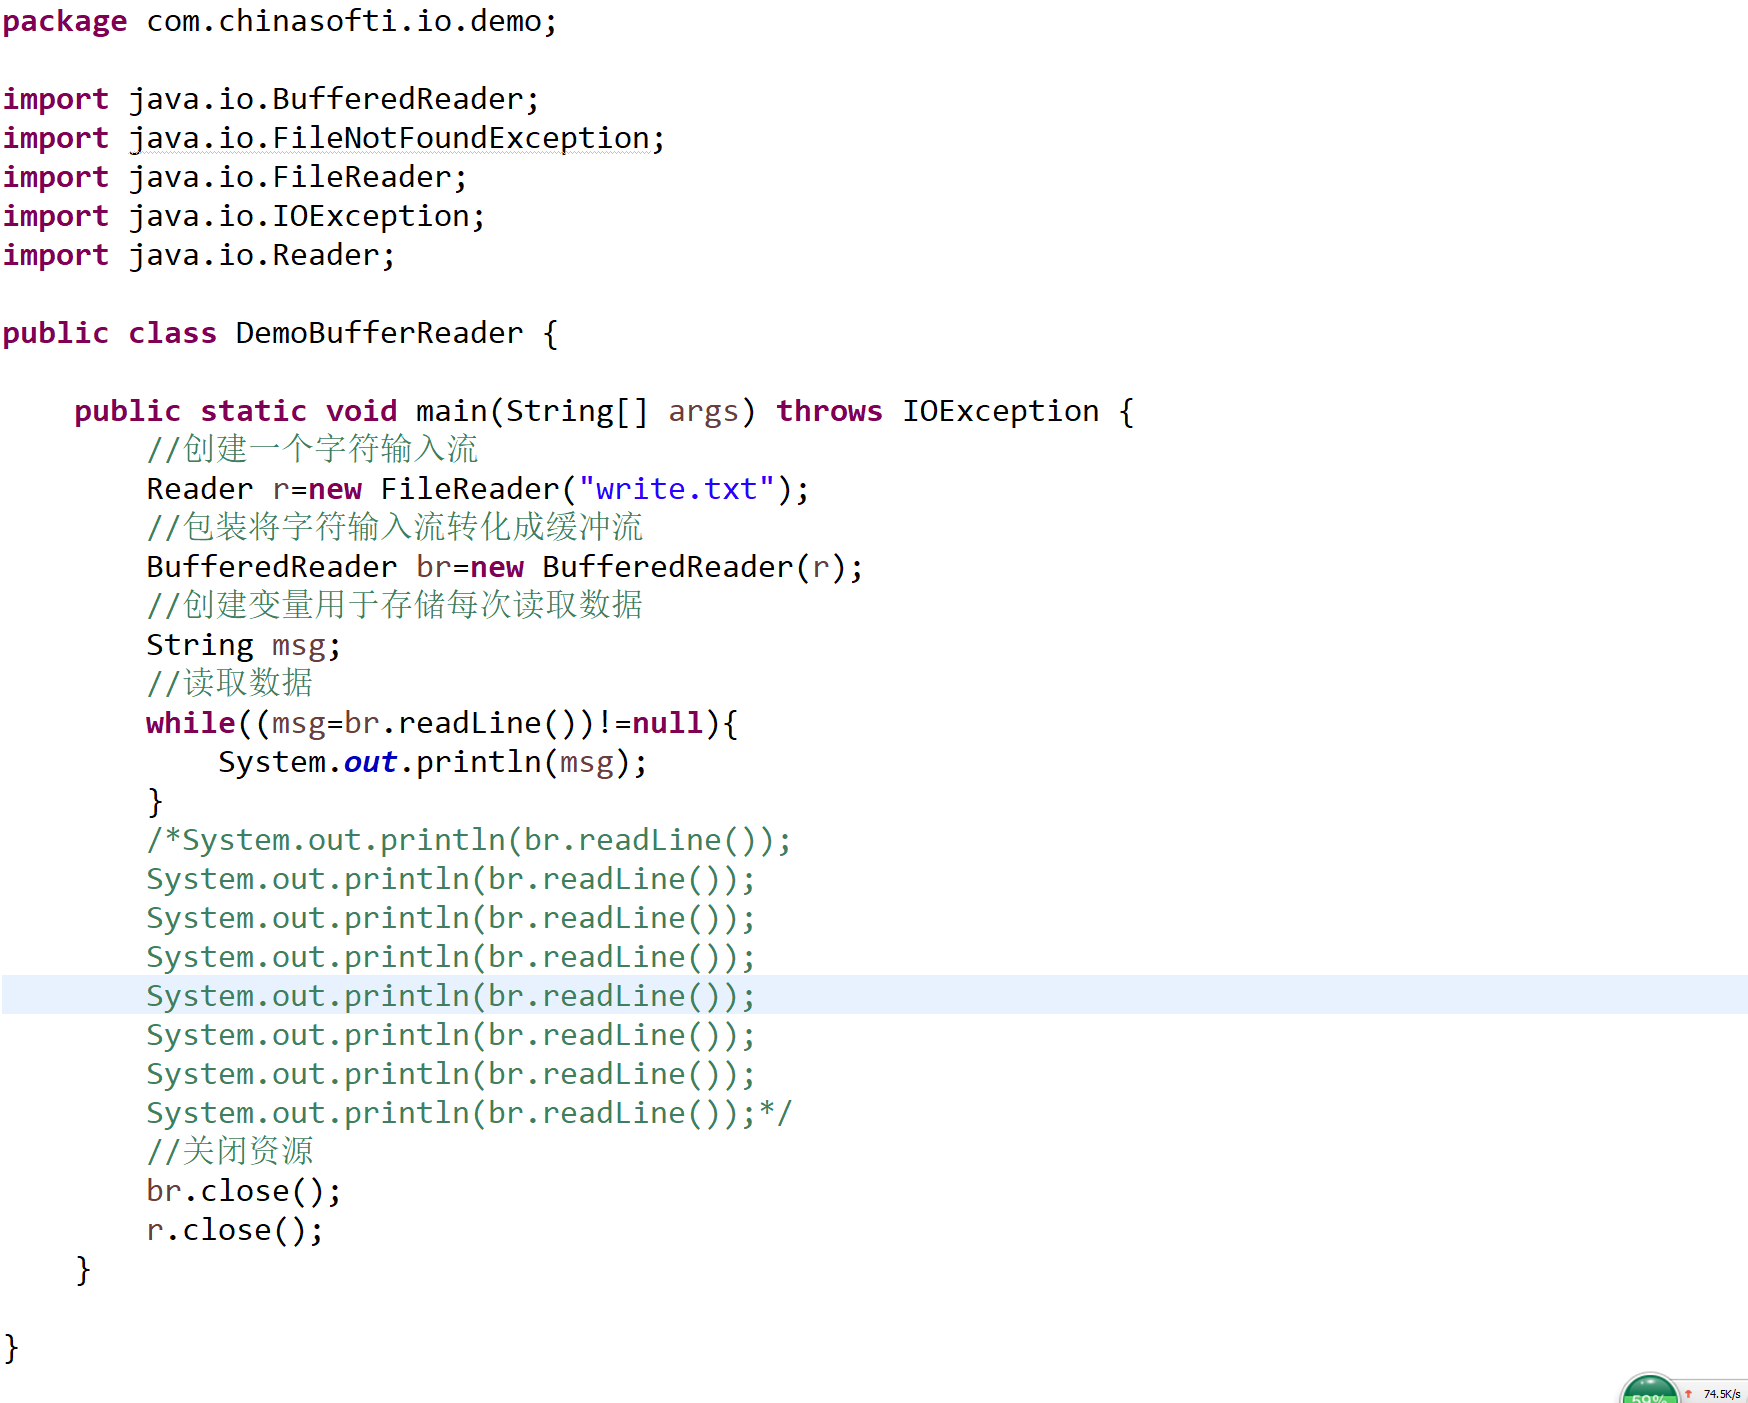 package com.chinasofti.io.demo;
import java.io.BufferedReader;
import java.io.FileNotFoundException;
import java.io.FileReader;
import java.io.IOException;
import java.io.Reader;
public class DemoBufferReader {
public static void main(String[] args) throws IOException {
//创建一个字符输入流
Reader r=new FileReader("write.txt");
//包装将字符输入流转化成缓冲流
BufferedReader br=new BufferedReader(r);
//创建变量用于存储每次读取数据
String msg;
//读取数据
while((msg=br.readLine())!=null){
System.out.println(msg);
}
/*System.out.println(br.readLine());
System.out.println(br.readLine());
System.out.println(br.readLine());
System.out.println(br.readLine());
System.out.println(br.readLine());
System.out.println(br.readLine());
System.out.println(br.readLine());
System.out.println(br.readLine());*/
//关闭资源
br.close();
r.close();
}
}
59%
↑ 74.5K/s